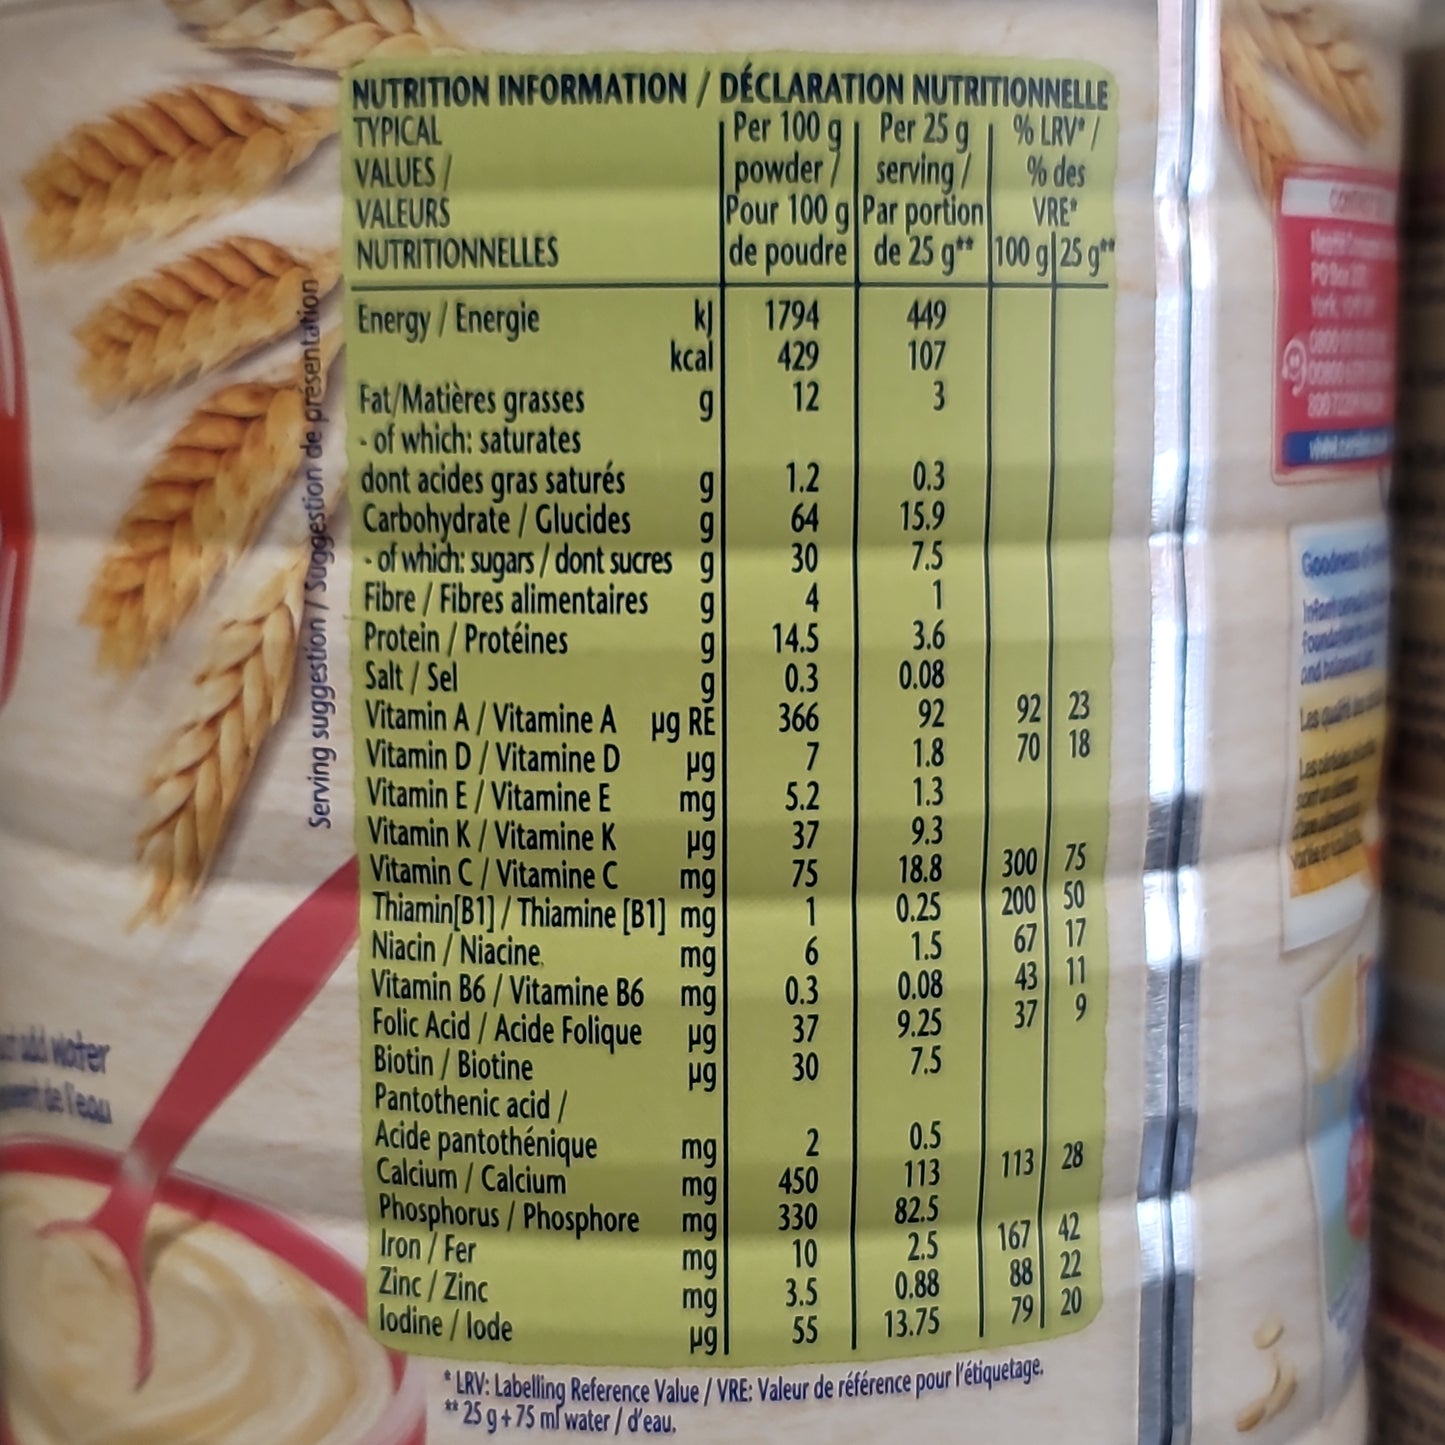 NUTRITION INFORMATION / DÉCLARATION NUTRITIONNELLE
TYPICAL VALUES / VALEURS NUTRITIONNELLES | Per 100 g powder / Pour 100 g de poudre | Per 25 g serving / Par portion de 25 g** | % LRV* / % des VRE* 100 g | 25 g**
Energy / Energie kJ 1794 449
kcal 429 107
Fat/Matières grasses g 12 3
- of which: saturates
dont acides gras saturés g 1.2 0.3
Carbohydrate / Glucides g 64 15.9
- of which: sugars / dont sucres g 30 7.5
Fibre / Fibres alimentaires g 4 1
Protein / Protéines g 14.5 3.6
Salt / Sel g 0.3 0.08
Vitamin A / Vitamine A µg RE 366 92 92 23
Vitamin D / Vitamine D µg 7 1.8 70 18
Vitamin E / Vitamine E mg 5.2 1.3
Vitamin K / Vitamine K µg 37 9.3
Vitamin C / Vitamine C mg 75 18.8 300 75
Thiamin[B1] / Thiamine [B1] mg 1 0.25 200 50
Niacin / Niacine mg 6 1.5 67 17
Vitamin B6 / Vitamine B6 mg 0.3 0.08 43 11
Folic Acid / Acide Folique µg 37 9.25 37 9
Biotin / Biotine µg 30 7.5
Pantothenic acid /
Acide pantothénique mg 2 0.5
Calcium / Calcium mg 450 113 113 28
Phosphorus / Phosphore mg 330 82.5
Iron / Fer mg 10 2.5 167 42
Zinc / Zinc mg 3.5 0.88 88 22
Iodine / Iode µg 55 13.75 79 20
* LRV: Labelling Reference Value / VRE: Valeur de référence pour l'étiquetage.
** 25 g + 75 ml water / d'eau.
Serving suggestion / Suggestion de présentation
add water
de l'eau
PO Box
York
Goodness of
and balanced
Les